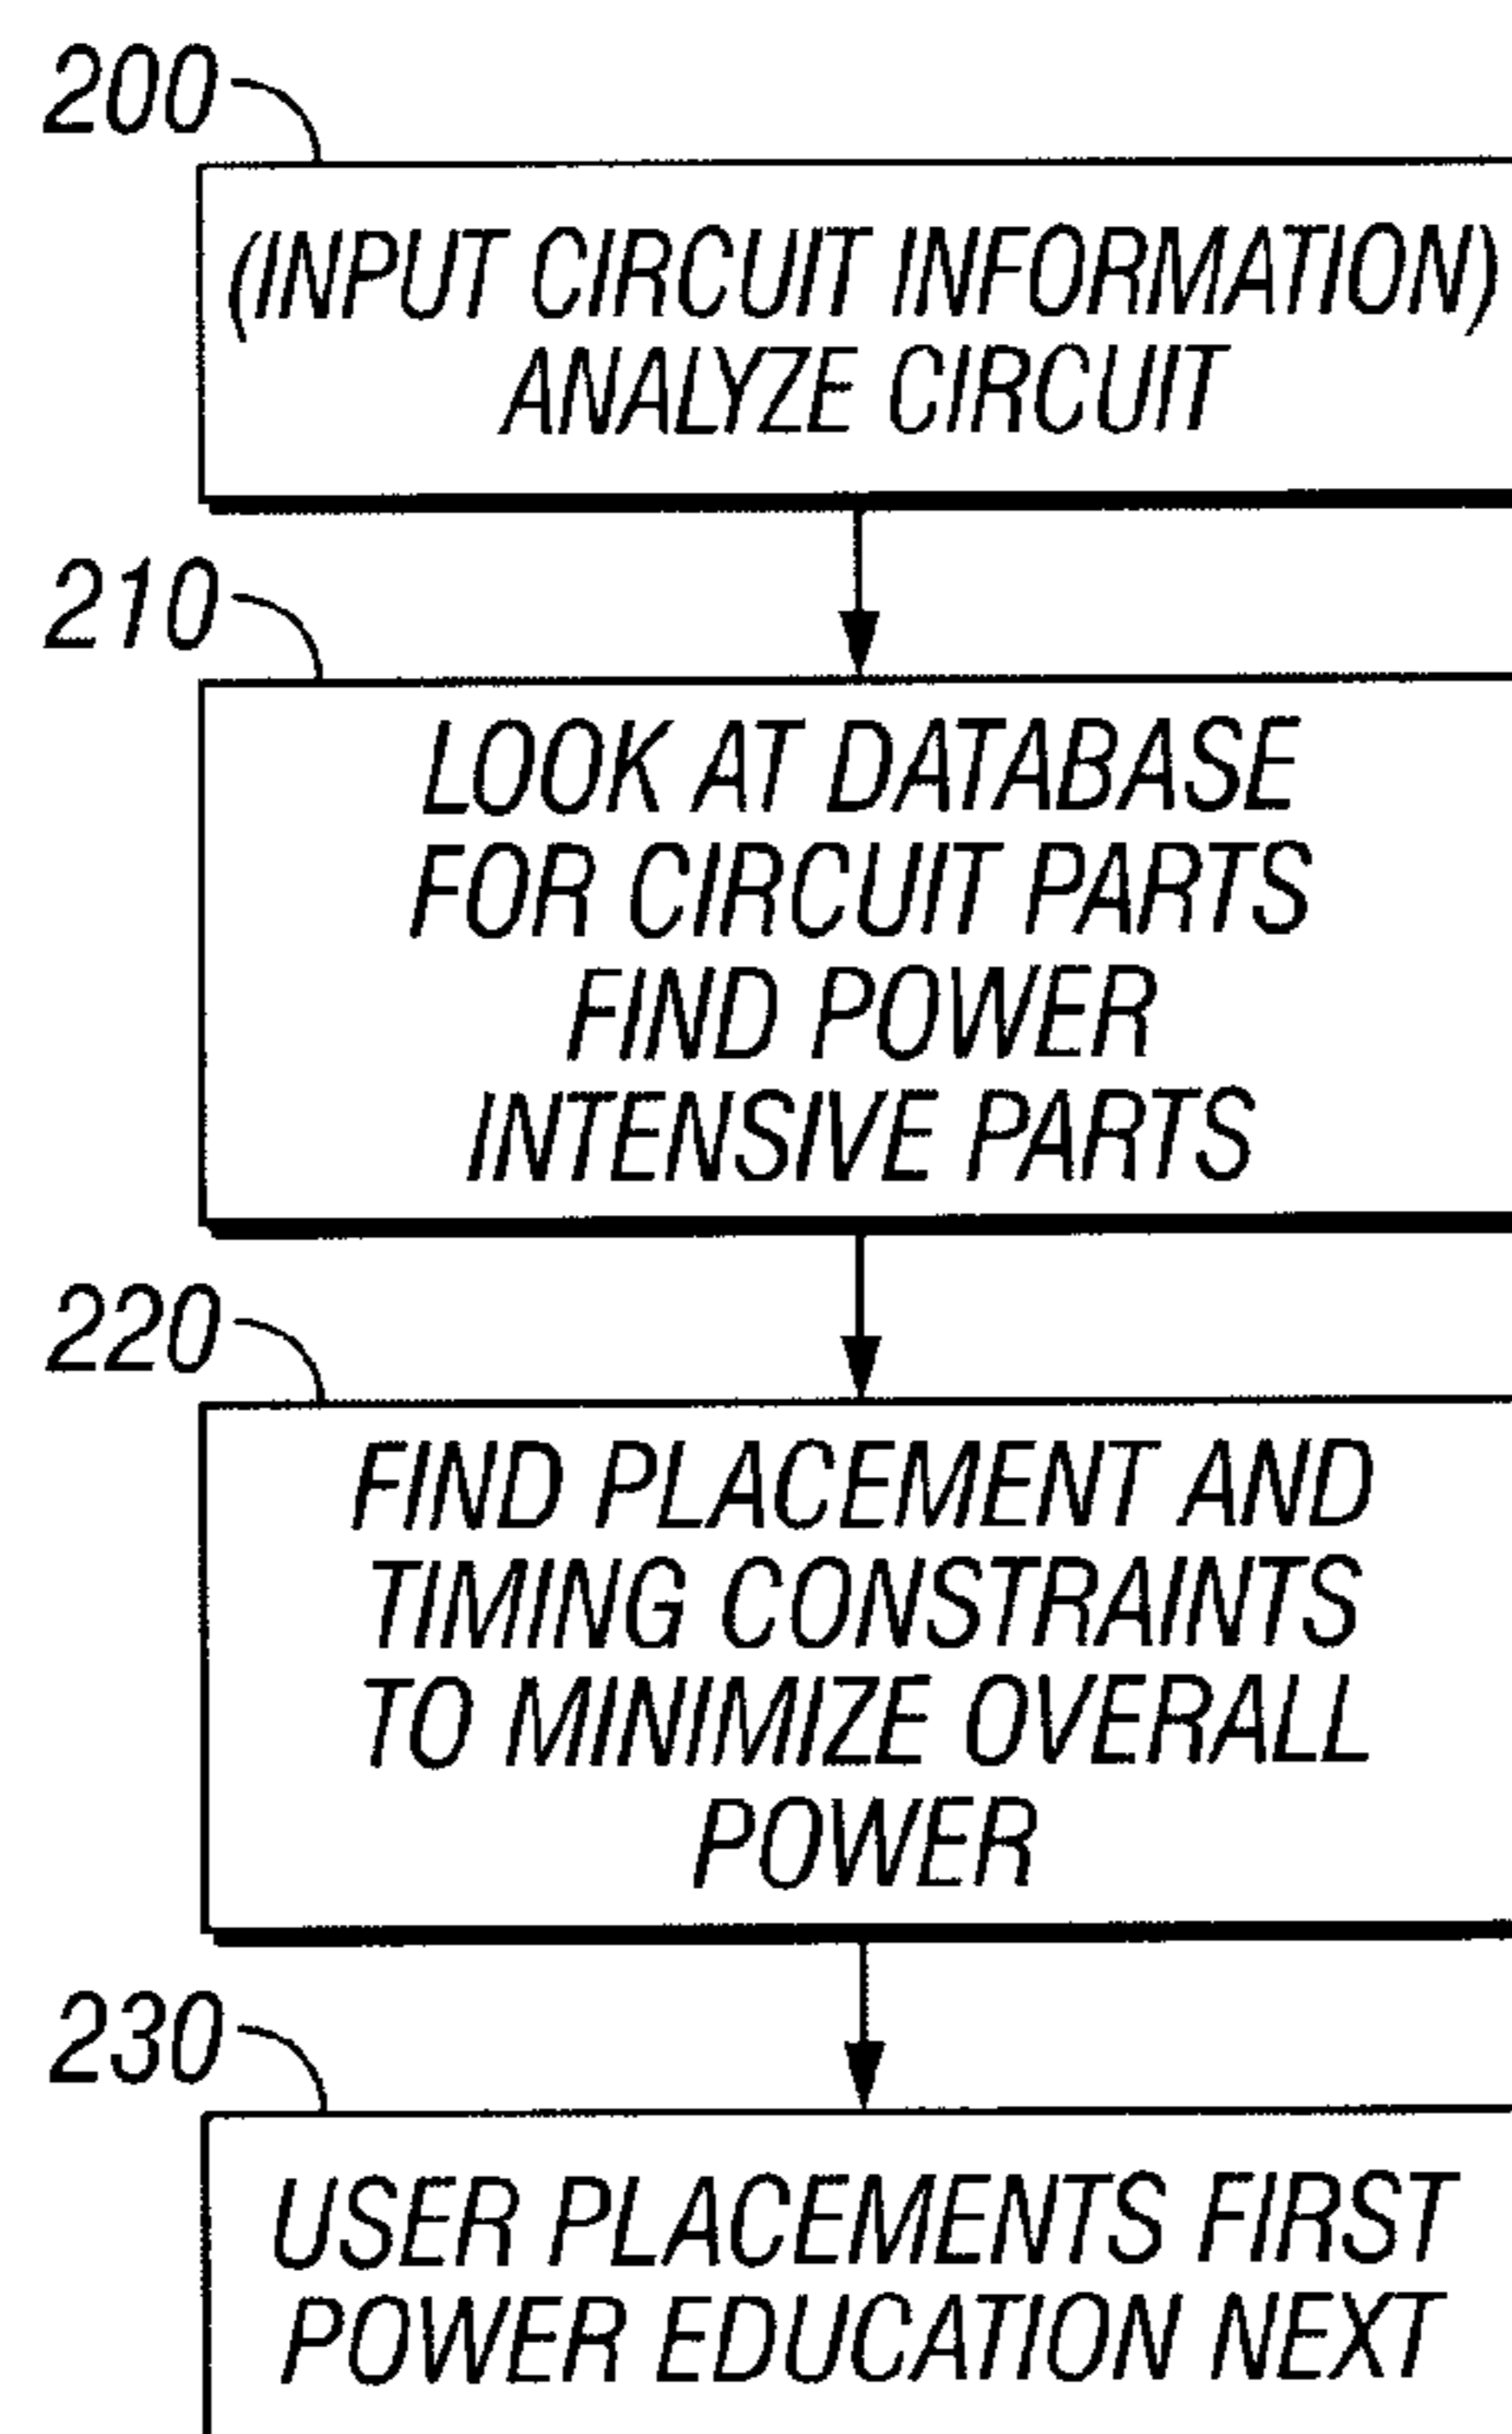 200
(INPUT CIRCUIT INFORMATION)
ANALYZE CIRCUIT
210
LOOK AT DATABASE
FOR CIRCUIT PARTS
FIND POWER
INTENSIVE PARTS
220
FIND PLACEMENT AND
TIMING CONSTRAINTS
TO MINIMIZE OVERALL
POWER
230
USER PLACEMENTS FIRST
POWER EDUCATION NEXT